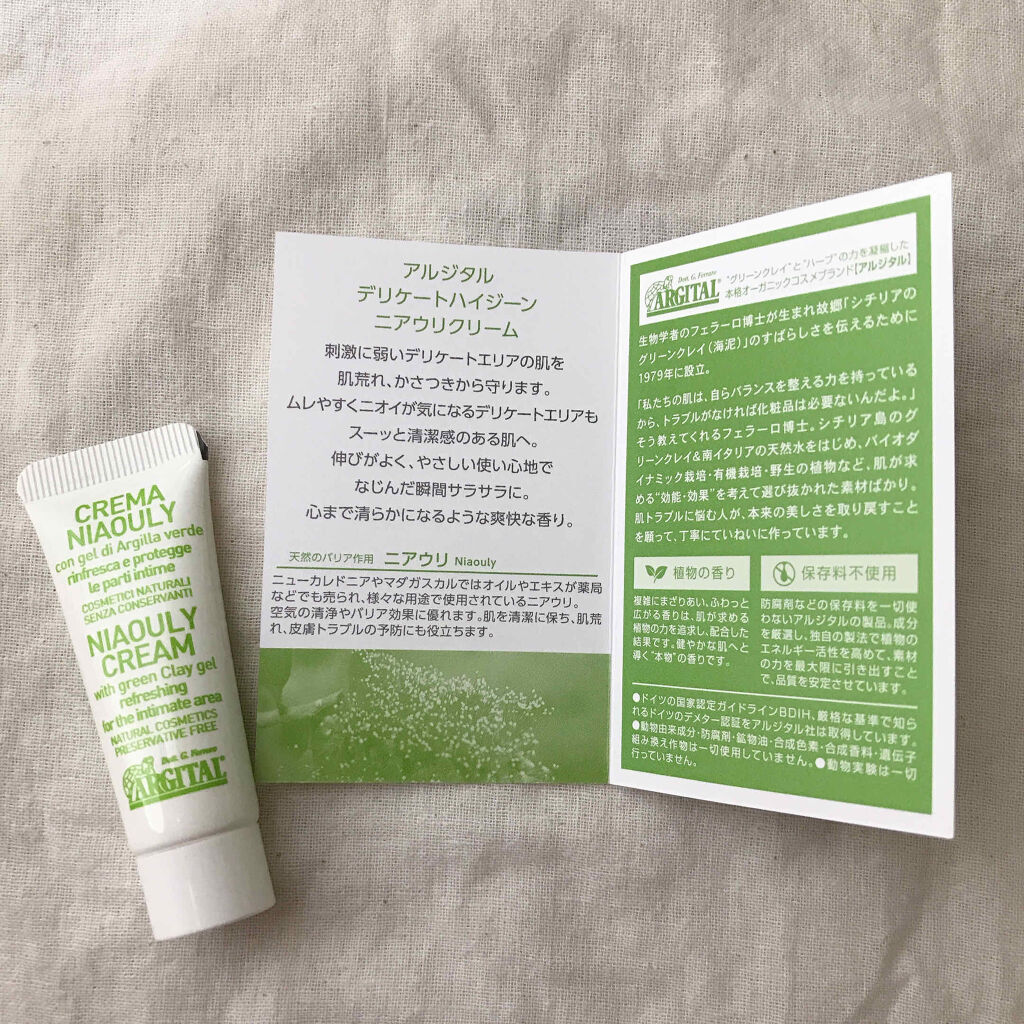 CREMA
NIAOULY
con gel di Argilla verde
rinfresca e protegge
le parti intime
COSMETICI NATURALI
SENZA CONSERVANTI
NIAOULY
CREAM
with green Clay gel
refreshing
for the intimate area
NATURAL COSMETICS
PRESERVATIVE FREE
Dott. G. Ferraro
ARGITAL
アルジタル
デリケートハイジーン
ニアウリクリーム
刺激に弱いデリケートエリアの肌を
肌荒れ、かさつきから守ります。
ムレやすくニオイが気になるデリケートエリアも
スーッと清潔感のある肌へ。
伸びがよく、やさしい使い心地で
なじんだ瞬間サラサラに。
心まで清らかになるような爽快な香り。
天然のバリア作用 ニアウリ Niaouly
ニューカレドニアやマダガスカルではオイルやエキスが薬局
などでも売られ、様々な用途で使用されているニアウリ。
空気の清浄やバリア効果に優れます。肌を清潔に保ち、肌荒
れ、皮膚トラブルの予防にも役立ちます。
Dott. G. Ferraro
ARGITAL®
"グリーンクレイ"と"ハーブ"の力を凝縮した
本格オーガニックコスメブランド【アルジタル】
生物学者のフェラーロ博士が生まれ故郷「シチリアの
グリーンクレイ(海泥)」のすばらしさを伝えるために
1979年に設立。
「私たちの肌は、自らバランスを整える力を持っている
から、トラブルがなければ化粧品は必要ないんだよ。」
そう教えてくれるフェラーロ博士。シチリア島のグ
リーンクレイ&南イタリアの天然水をはじめ、バイオダ
イナミック栽培・有機栽培・野生の植物など、肌が求
める"効能・効果"を考えて選び抜かれた素材ばかり。
肌トラブルに悩む人が、本来の美しさを取り戻すこと
を願って、丁寧にていねいに作っています。
植物の香り
複雑にまざりあい、ふわっと
広がる香りは、肌が求める
植物の力を追求し、配合した
結果です。健やかな肌へと
導く"本物"の香りです。
保存料不使用
防腐剤などの保存料を一切使
わないアルジタルの製品。成分
を厳選し、独自の製法で植物の
エネルギー活性を高めて、素材
の力を最大限に引き出すこと
で、品質を安定させています。
●ドイツの国家認定ガイドラインBDIH、厳格な基準で知ら
れるドイツのデメター認証をアルジタル社は取得しています。
●動物由来成分・防腐剤・鉱物油・合成色素・合成香料・遺伝子
組み換え作物は一切使用していません。●動物実験は一切
行っていません。